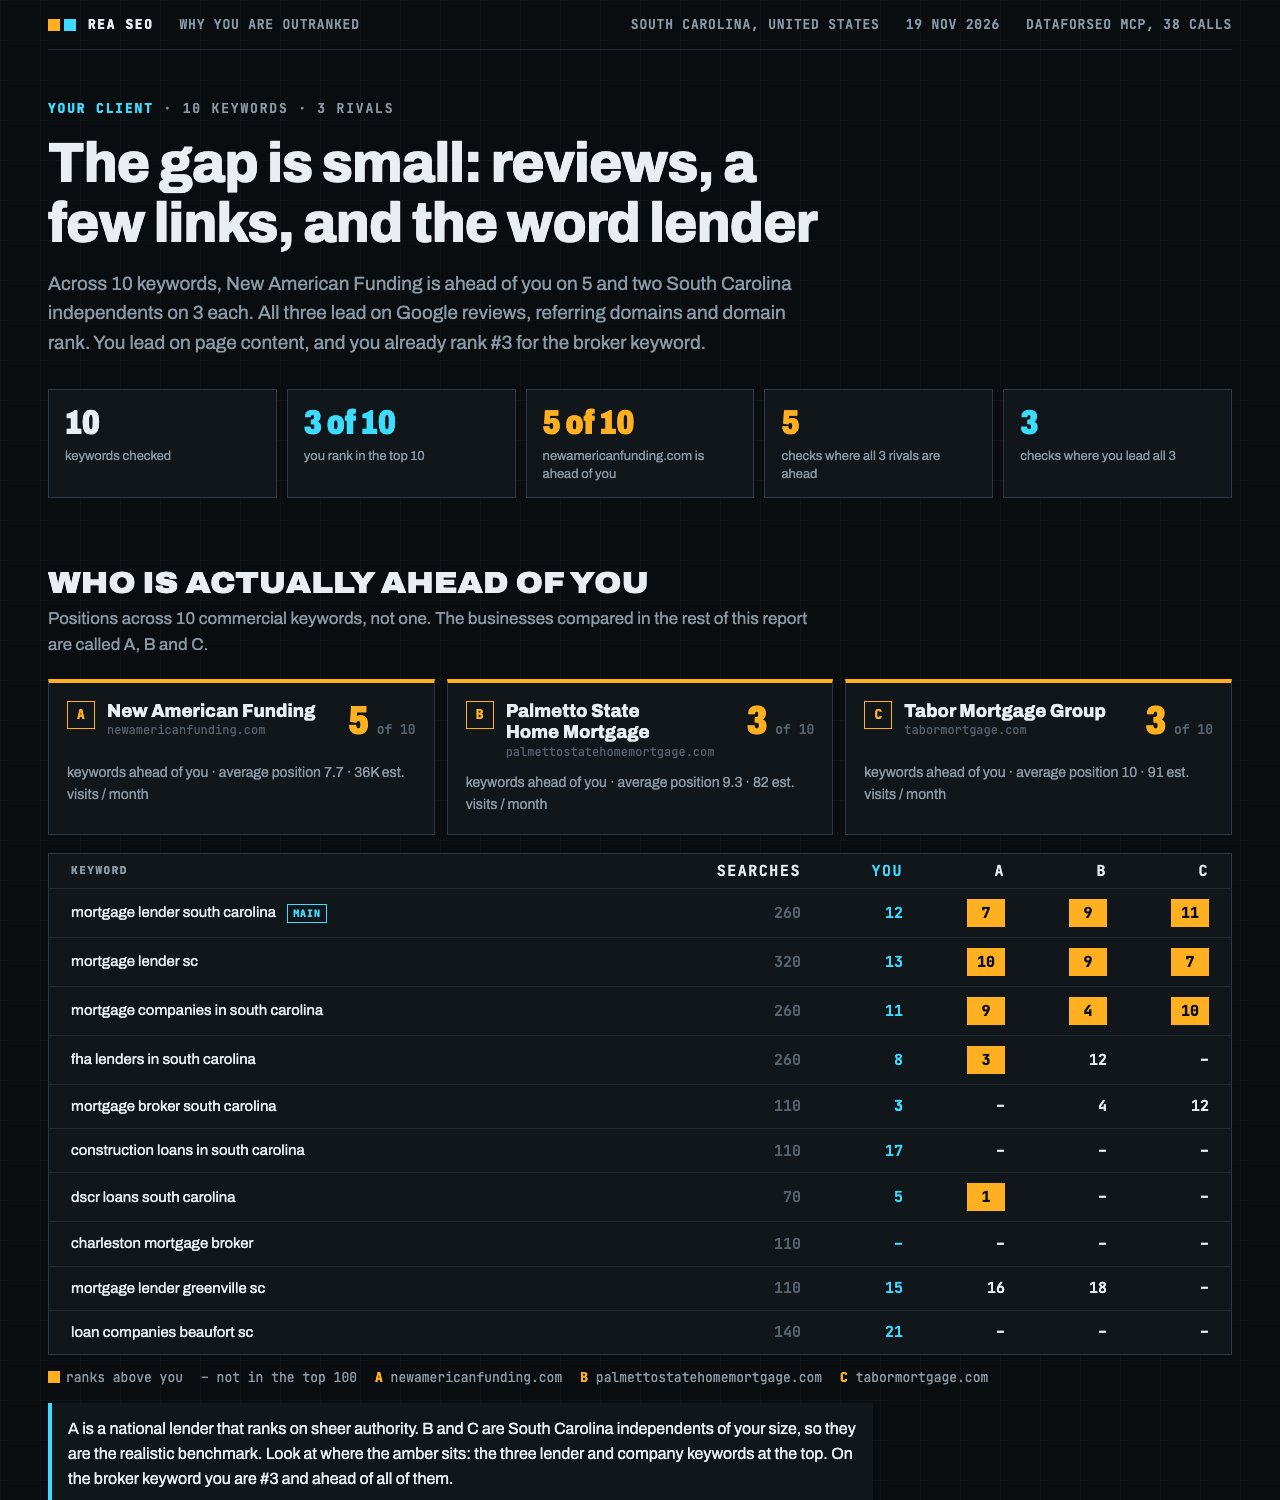 REA SEO WHY YOU ARE OUTRANKED SOUTH CAROLINA, UNITED STATES 19 NOV 2026 DATAFORSEO MCP, 38 CALLS
YOUR CLIENT · 10 KEYWORDS · 3 RIVALS
The gap is small: reviews, a
few links, and the word lender
Across 10 keywords, New American Funding is ahead of you on 5 and two South Carolina
independents on 3 each. All three lead on Google reviews, referring domains and domain
rank. You lead on page content, and you already rank #3 for the broker keyword.
10
keywords checked
3 of 10
you rank in the top 10
5 of 10
newamericanfunding.com is
ahead of you
5
checks where all 3 rivals are
ahead
3
checks where you lead all 3
WHO IS ACTUALLY AHEAD OF YOU
Positions across 10 commercial keywords, not one. The businesses compared in the rest of this report
are called A, B and C.
A New American Funding 5 of 10
newamericanfunding.com
keywords ahead of you · average position 7.7 · 36K est.
visits / month
B Palmetto State
Home Mortgage 3 of 10
palmettostatehomemortgage.com
keywords ahead of you · average position 9.3 · 82 est.
visits / month
C Tabor Mortgage Group 3 of 10
tabormortgage.com
keywords ahead of you · average position 10 · 91 est.
visits / month
KEYWORD SEARCHES YOU A B C
mortgage lender south carolina MAIN 260 12 7 9 11
mortgage lender sc 320 13 10 9 7
mortgage companies in south carolina 260 11 9 4 10
fha lenders in south carolina 260 8 3 12 –
mortgage broker south carolina 110 3 – 4 12
construction loans in south carolina 110 17 – – –
dscr loans south carolina 70 5 1 – –
charleston mortgage broker 110 – – – –
mortgage lender greenville sc 110 15 16 18 –
loan companies beaufort sc 140 21 – – –
ranks above you – not in the top 100 A newamericanfunding.com B palmettostatehomemortgage.com C tabormortgage.com
A is a national lender that ranks on sheer authority. B and C are South Carolina independents of your size, so they
are the realistic benchmark. Look at where the amber sits: the three lender and company keywords at the top. On
the broker keyword you are #3 and ahead of all of them.